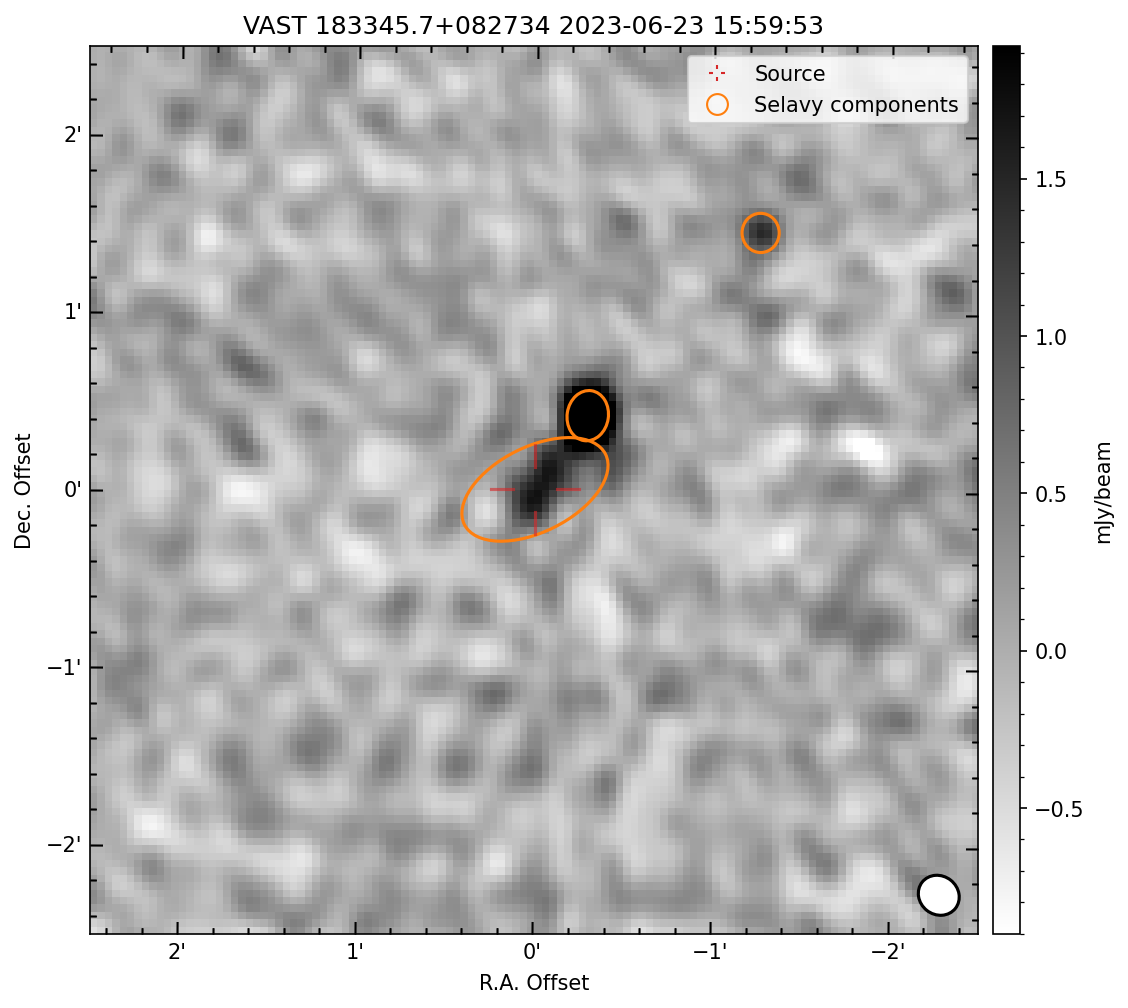 VAST 183345.7+082734 2023-06-23 15:59:53
Source
Selavy components
2'
1'
0'
−1'
−2'
Dec. Offset
2'
1'
0'
−1'
−2'
R.A. Offset
1.5
1.0
0.5
0.0
−0.5
mJy/beam